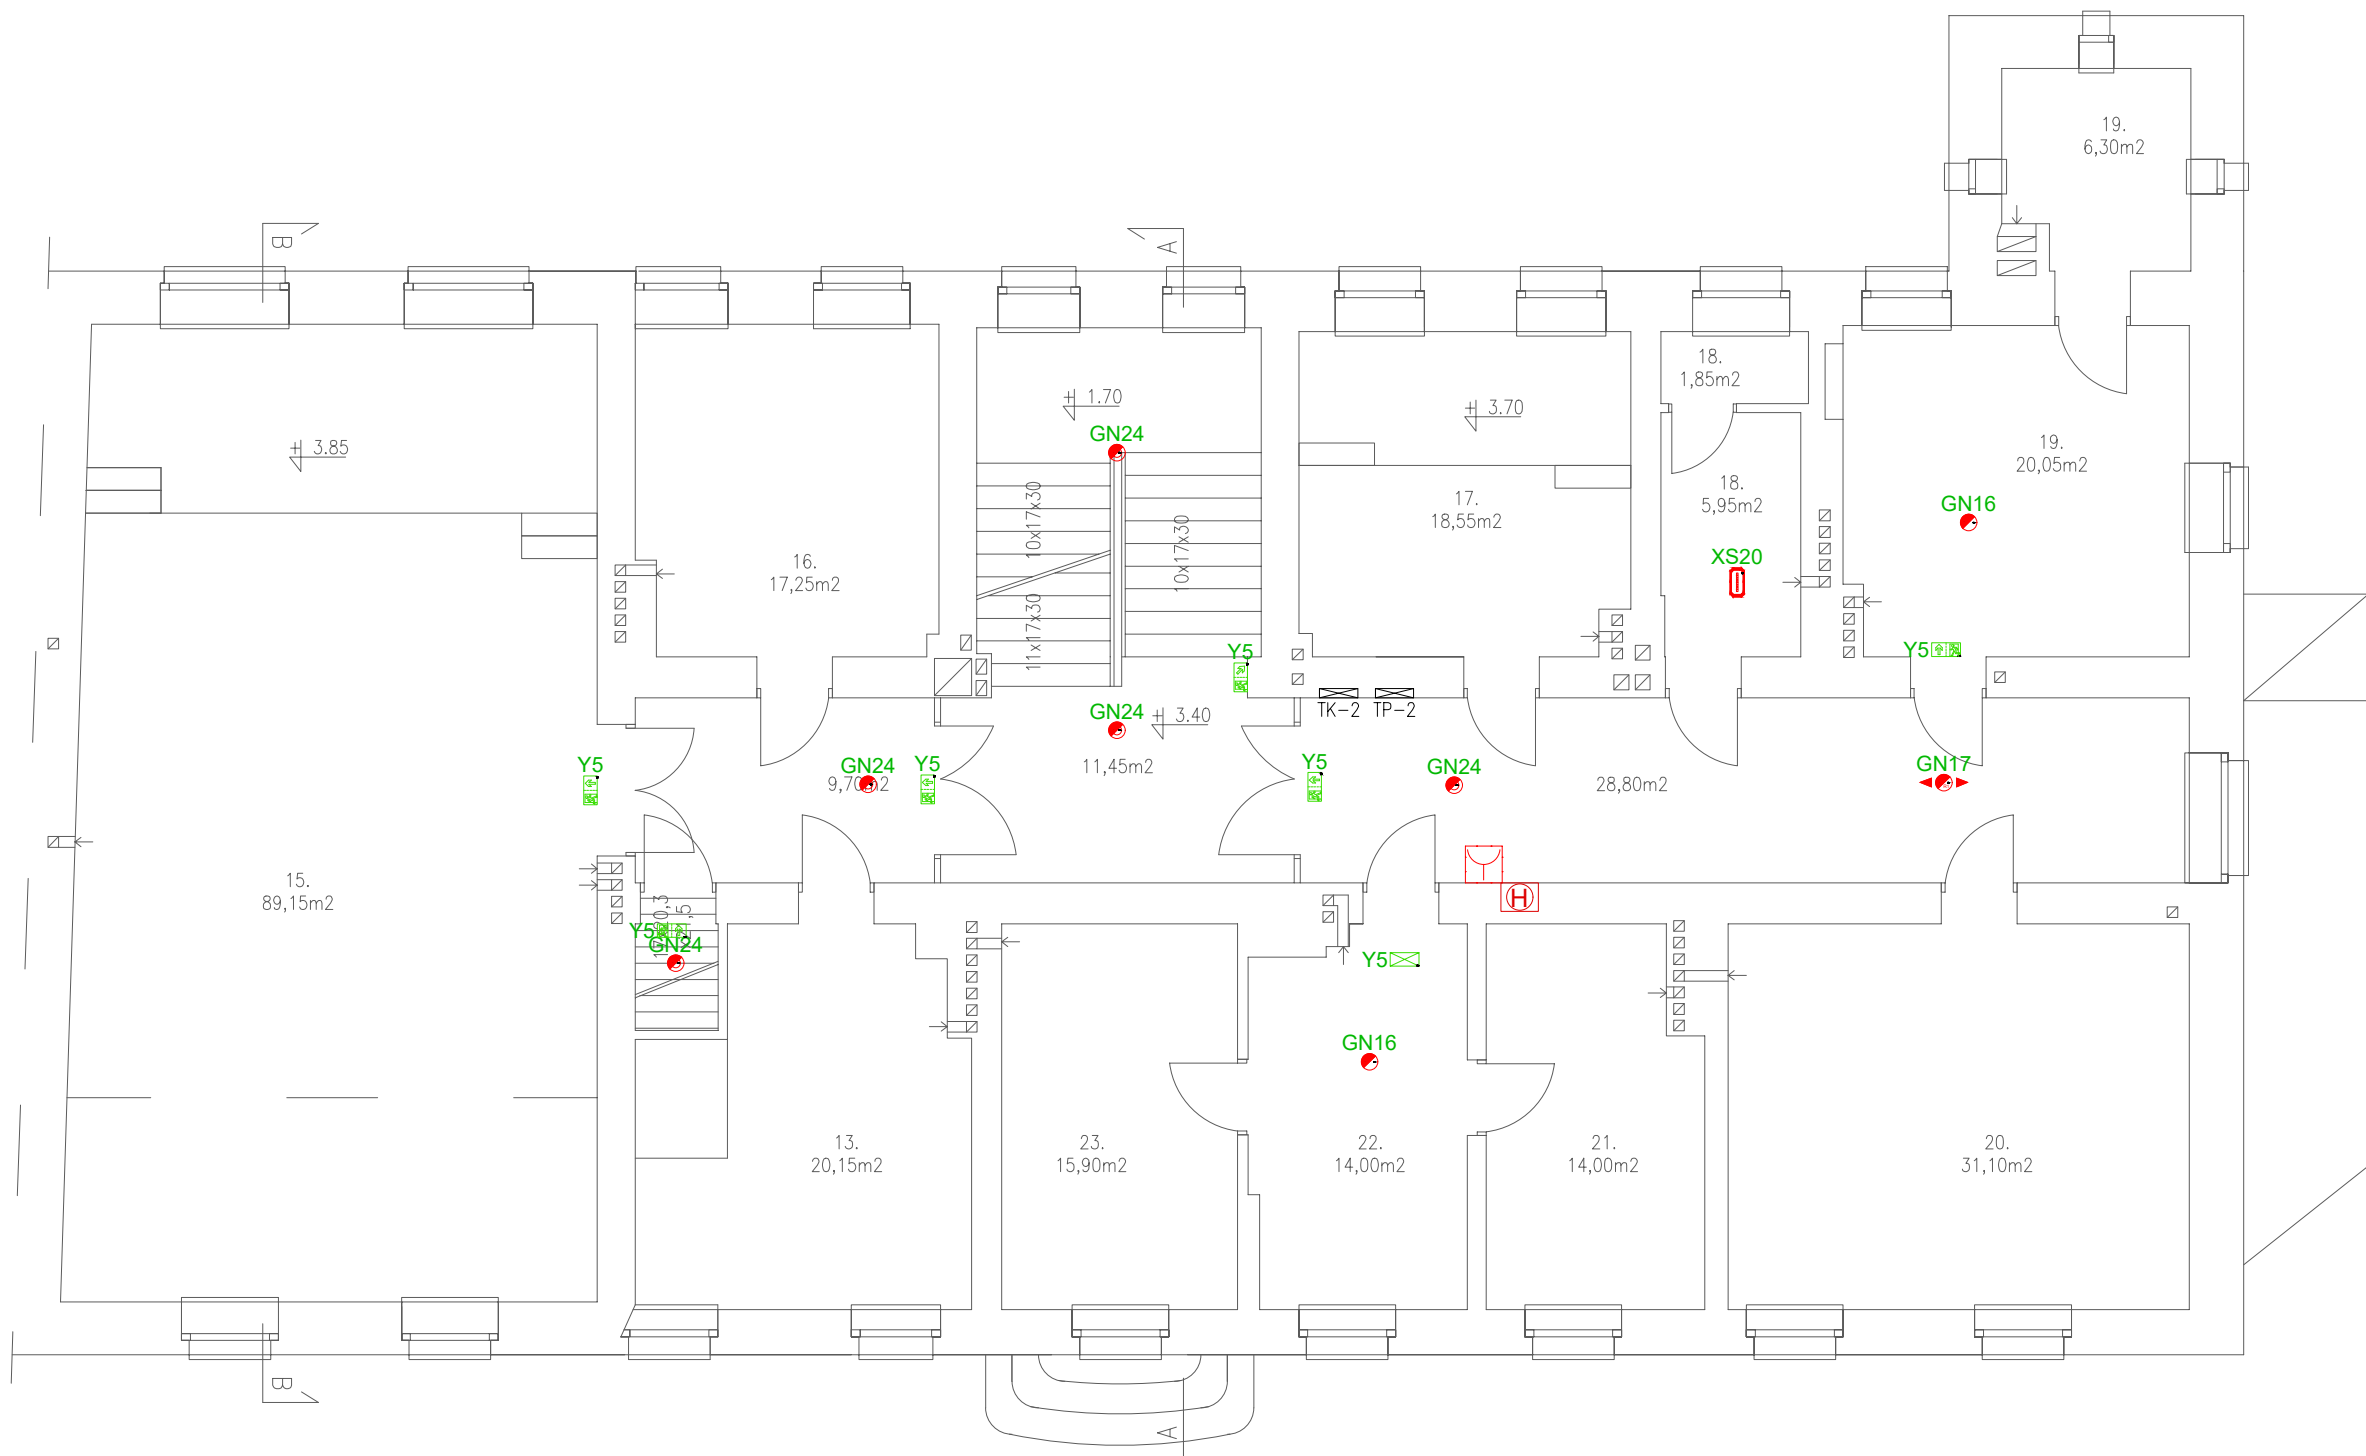 19.
6,30m2
B
A
18.
1,85m2
+ 1.70
+ 3.70
GN24
+ 3.85
19.
20,05m2
17.
18,55m2
18.
5,95m2
GN16
10x17x30
10x17x30
XS20
16.
17,25m2
11x17x30
Y5
Y5
TK-2
TP-2
GN24
+ 3.40
Y5
GN24
9,70m2
Y5
11,45m2
Y5
GN24
28,80m2
GN17
15.
89,15m2
H
Y5
GN24
Y5
GN16
13.
20,15m2
23.
15,90m2
22.
14,00m2
21.
14,00m2
20.
31,10m2
B
A